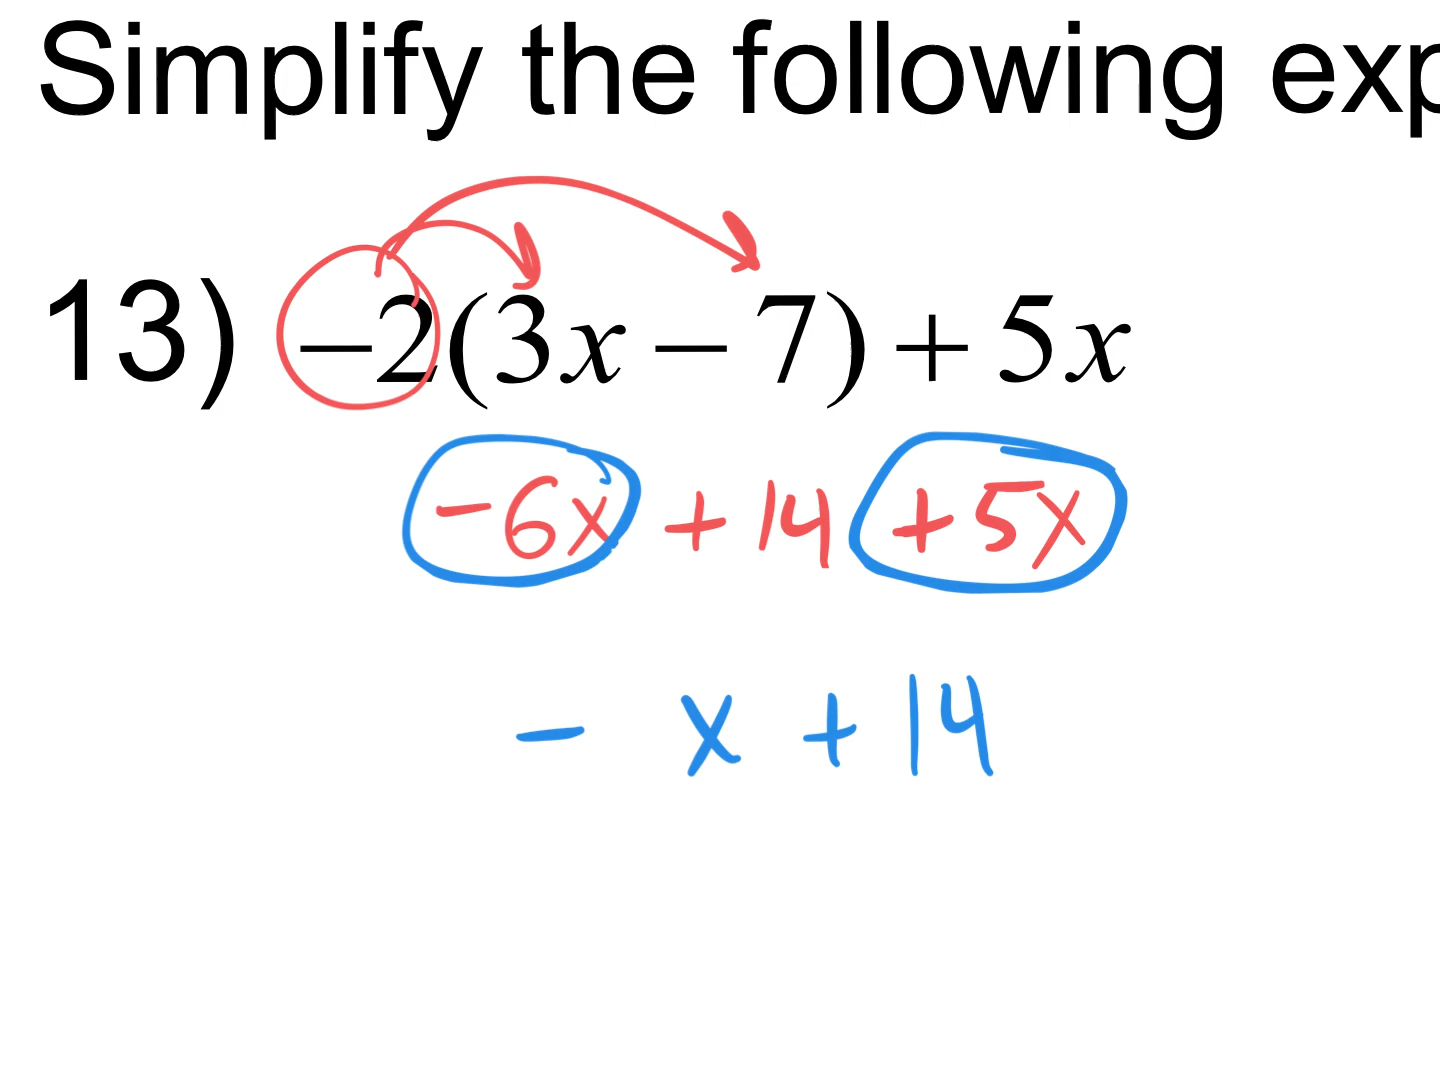 Simplify the following exp
13) −2(3x − 7) + 5x
-6x + 14 + 5x
- x + 14